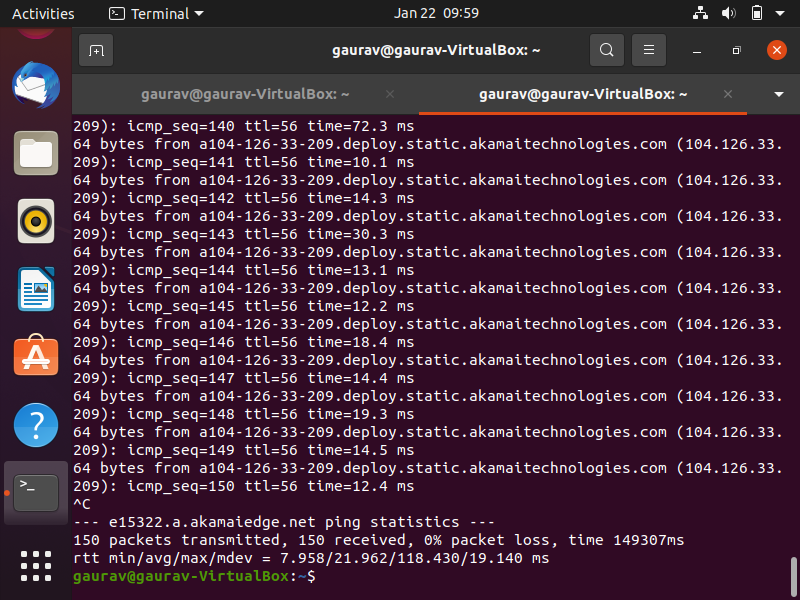 Activities Terminal Jan 22 09:59
gaurav@gaurav-VirtualBox: ~
gaurav@gaurav-VirtualBox: ~ gaurav@gaurav-VirtualBox: ~
209): icmp_seq=140 ttl=56 time=72.3 ms
64 bytes from a104-126-33-209.deploy.static.akamaitechnologies.com (104.126.33.
209): icmp_seq=141 ttl=56 time=10.1 ms
64 bytes from a104-126-33-209.deploy.static.akamaitechnologies.com (104.126.33.
209): icmp_seq=142 ttl=56 time=14.3 ms
64 bytes from a104-126-33-209.deploy.static.akamaitechnologies.com (104.126.33.
209): icmp_seq=143 ttl=56 time=30.3 ms
64 bytes from a104-126-33-209.deploy.static.akamaitechnologies.com (104.126.33.
209): icmp_seq=144 ttl=56 time=13.1 ms
64 bytes from a104-126-33-209.deploy.static.akamaitechnologies.com (104.126.33.
209): icmp_seq=145 ttl=56 time=12.2 ms
64 bytes from a104-126-33-209.deploy.static.akamaitechnologies.com (104.126.33.
209): icmp_seq=146 ttl=56 time=18.4 ms
64 bytes from a104-126-33-209.deploy.static.akamaitechnologies.com (104.126.33.
209): icmp_seq=147 ttl=56 time=14.4 ms
64 bytes from a104-126-33-209.deploy.static.akamaitechnologies.com (104.126.33.
209): icmp_seq=148 ttl=56 time=19.3 ms
64 bytes from a104-126-33-209.deploy.static.akamaitechnologies.com (104.126.33.
209): icmp_seq=149 ttl=56 time=14.5 ms
64 bytes from a104-126-33-209.deploy.static.akamaitechnologies.com (104.126.33.
209): icmp_seq=150 ttl=56 time=12.4 ms
^C
--- e15322.a.akamaiedge.net ping statistics ---
150 packets transmitted, 150 received, 0% packet loss, time 149307ms
rtt min/avg/max/mdev = 7.958/21.962/118.430/19.140 ms
gaurav@gaurav-VirtualBox:~$